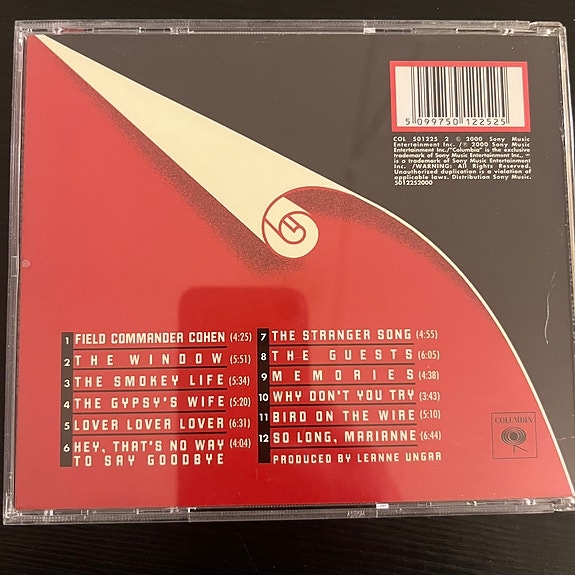 5 099750 122525
COL 501225 2 © 2000 Sony Music
Entertainment Inc. /℗ 2000 Sony Music
Entertainment Inc./"Columbia" is the exclusive
trademark of Sony Music Entertainment Inc.,
is a trademark of Sony Music Entertainment
Inc. /WARNING: All Rights Reserved.
Unauthorized duplication is a violation of
applicable laws. Distribution Sony Music.
5012252000
1 FIELD COMMANDER COHEN (4:25)
2 THE WINDOW (5:51)
3 THE SMOKEY LIFE (5:34)
4 THE GYPSY'S WIFE (5:20)
5 LOVER LOVER LOVER (6:31)
6 HEY, THAT'S NO WAY (4:04)
TO SAY GOODBYE
7 THE STRANGER SONG (4:55)
8 THE GUESTS (6:05)
9 MEMORIES (4:38)
10 WHY DON'T YOU TRY (3:43)
11 BIRD ON THE WIRE (5:10)
12 SO LONG, MARIANNE (6:44)
PRODUCED BY LEANNE UNGAR
COLUMBIA